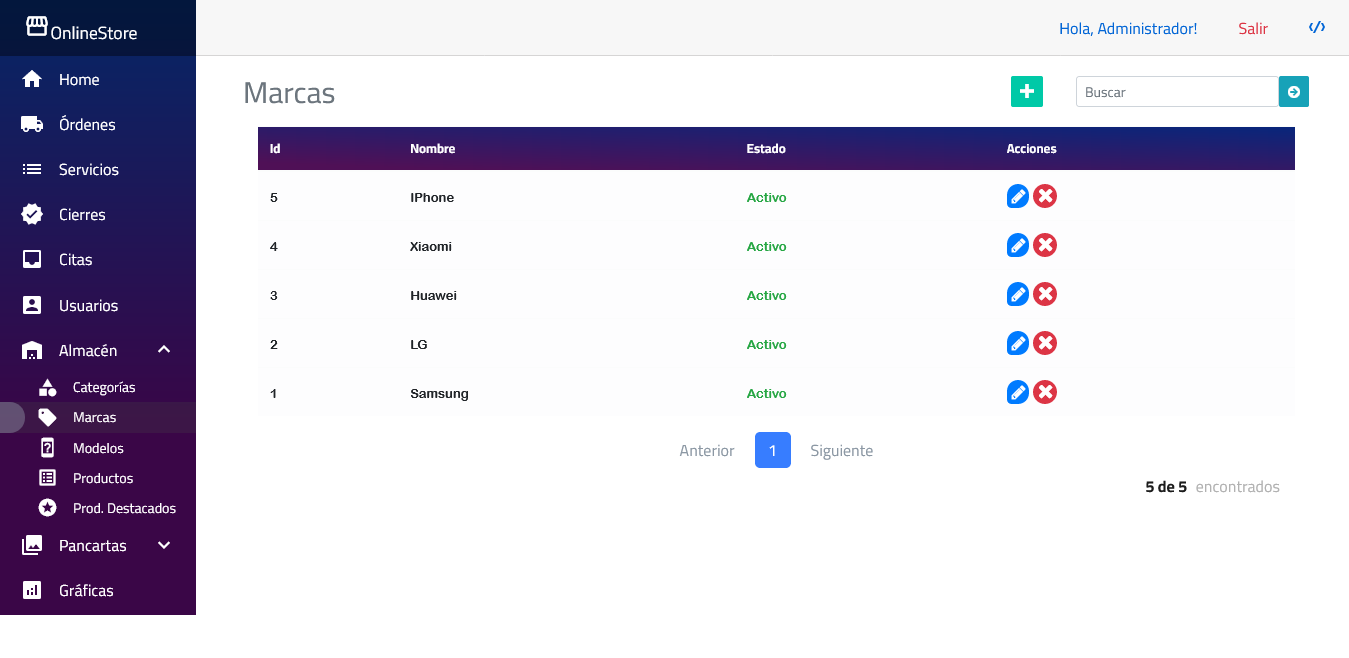 OnlineStore
Hola, Administrador!
Salir
</>
Home
Órdenes
Servicios
Cierres
Citas
Usuarios
Almacén
Categorías
Marcas
Modelos
Productos
Prod. Destacados
Pancartas
Gráficas
Marcas
Buscar
Id Nombre Estado Acciones
5 IPhone Activo
4 Xiaomi Activo
3 Huawei Activo
2 LG Activo
1 Samsung Activo
Anterior 1 Siguiente
5 de 5 encontrados